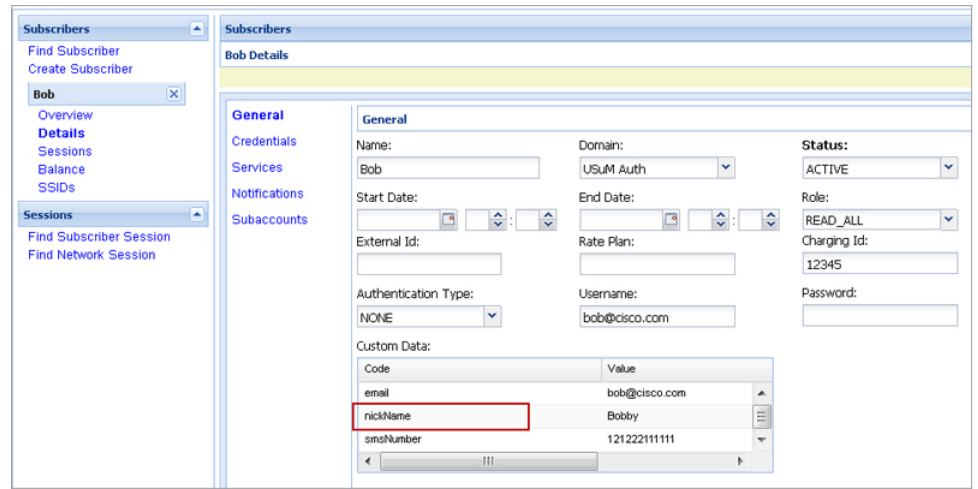 Subscribers
Find Subscriber
Create Subscriber
Bob
Overview
Details
Sessions
Balance
SSIDs
Sessions
Find Subscriber Session
Find Network Session
Subscribers
Bob Details
General
Credentials
Services
Notifications
Subaccounts
General
Name: Domain: Status:
Bob USuM Auth ACTIVE
Start Date: End Date: Role:
: : READ_ALL
External Id: Rate Plan: Charging Id:
12345
Authentication Type: Username: Password:
NONE bob@cisco.com
Custom Data:
Code Value
email bob@cisco.com
nickName Bobby
smsNumber 121222111111